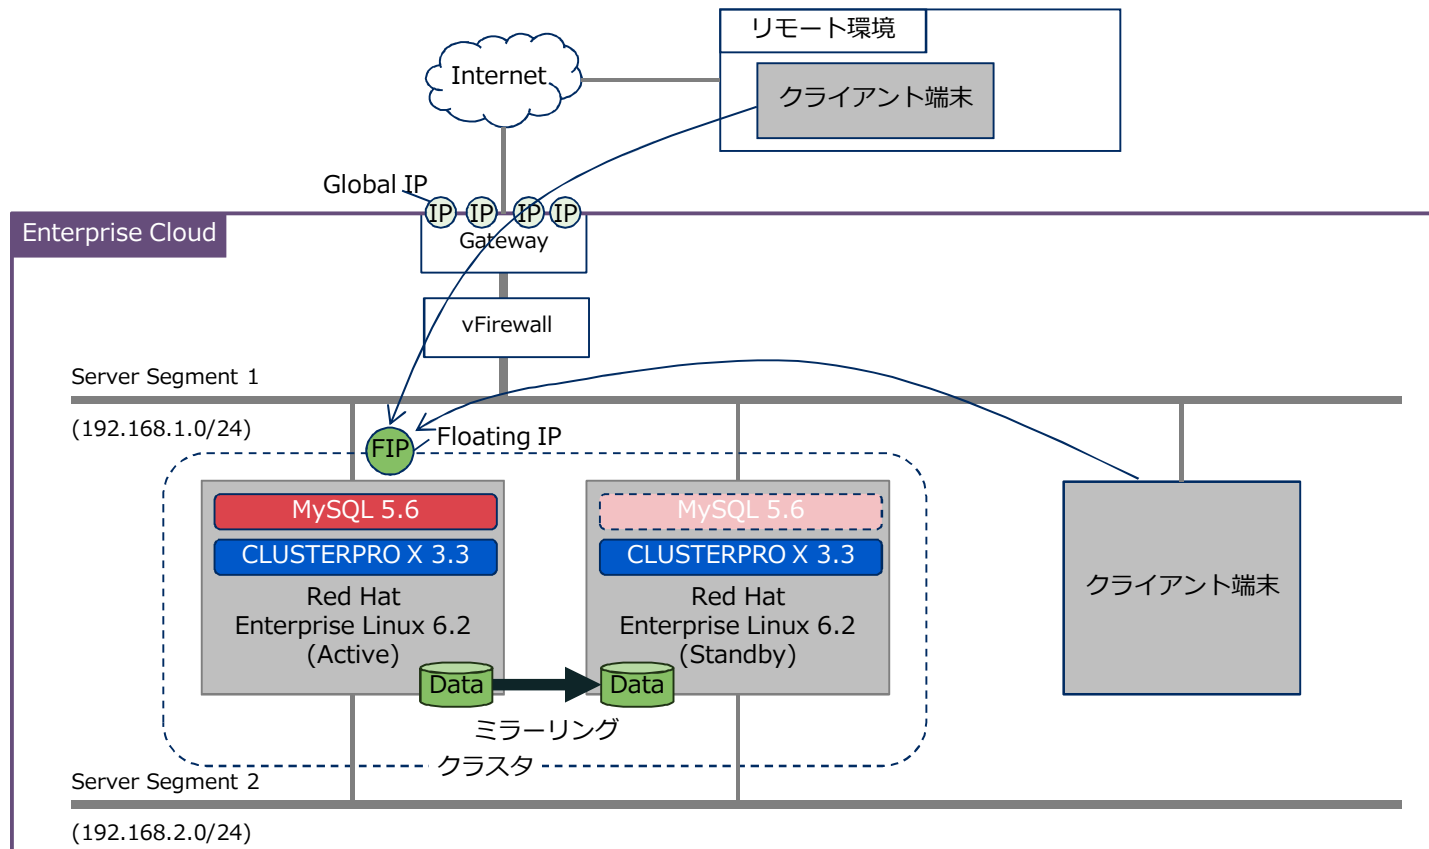 リモート環境
Internet
クライアント端末
Global IP
IP IP IP IP
Enterprise Cloud
Gateway
vFirewall
Server Segment 1
(192.168.1.0/24)
FIP
Floating IP
MySQL 5.6
MySQL 5.6
CLUSTERPRO X 3.3
CLUSTERPRO X 3.3
Red Hat
Enterprise Linux 6.2
(Active)
Red Hat
Enterprise Linux 6.2
(Standby)
クライアント端末
Data
Data
ミラーリング
クラスタ
Server Segment 2
(192.168.2.0/24)